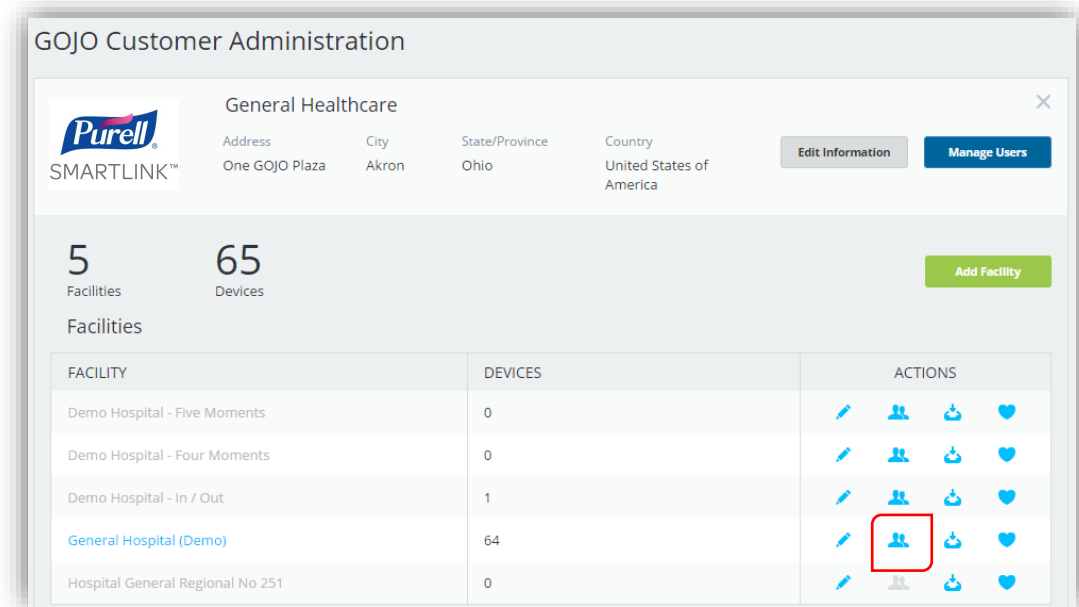 GOJO Customer Administration
Purell
SMARTLINK™
General Healthcare
Address City State/Province Country
One GOJO Plaza Akron Ohio United States of
America
Edit Information Manage Users
5 65
Facilities Devices
Add Facility
Facilities
FACILITY DEVICES ACTIONS
Demo Hospital - Five Moments 0
Demo Hospital - Four Moments 0
Demo Hospital - In / Out 1
General Hospital (Demo) 64
Hospital General Regional No 251 0